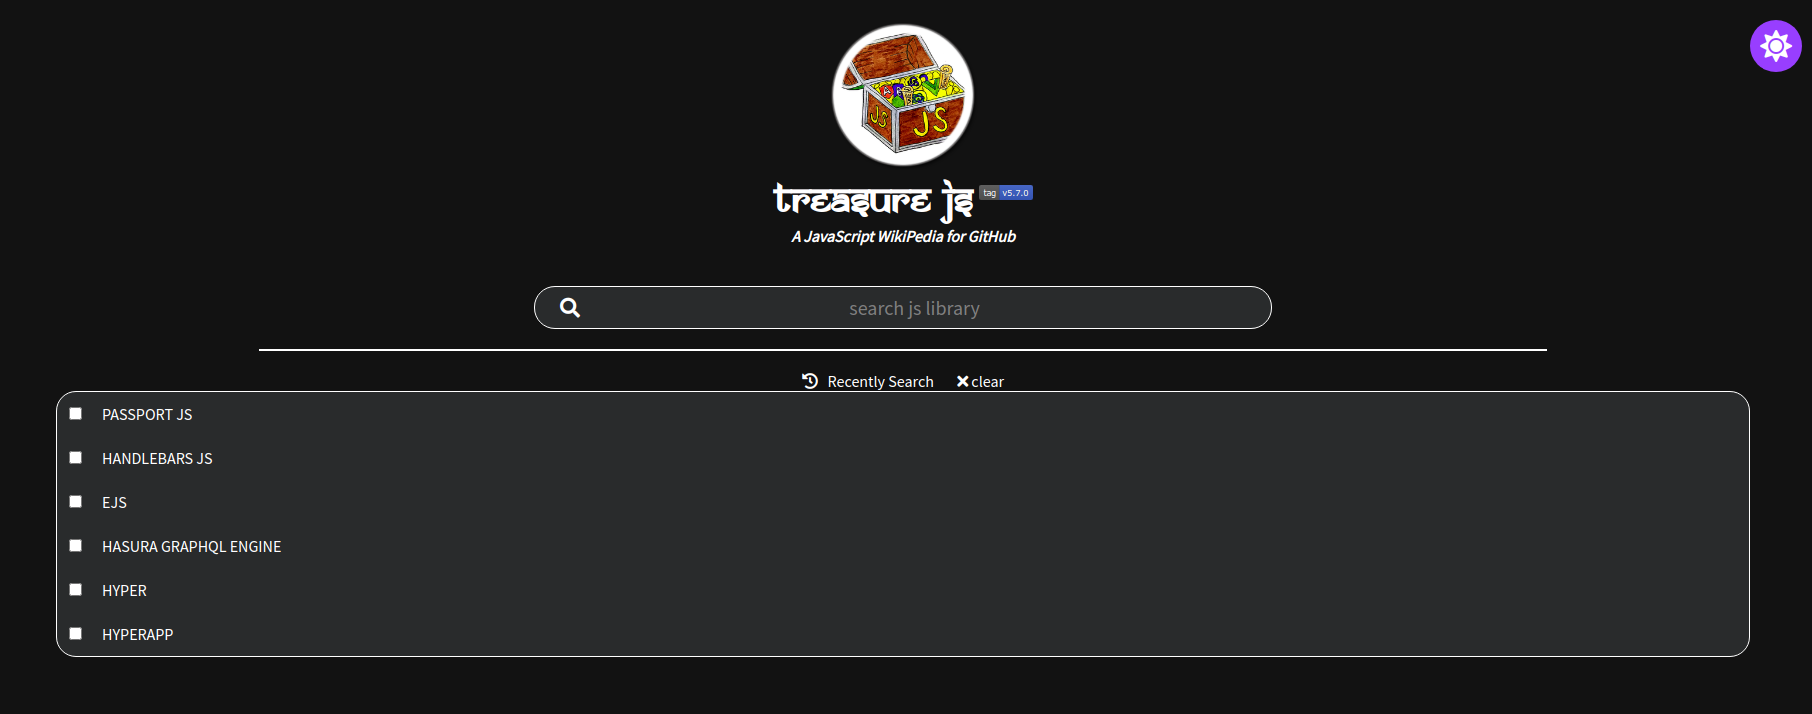 JS JS
TREASURE JS tag v5.7.0
A JavaScript WikiPedia for GitHub
search js library
Recently Search clear
PASSPORT JS
HANDLEBARS JS
EJS
HASURA GRAPHQL ENGINE
HYPER
HYPERAPP